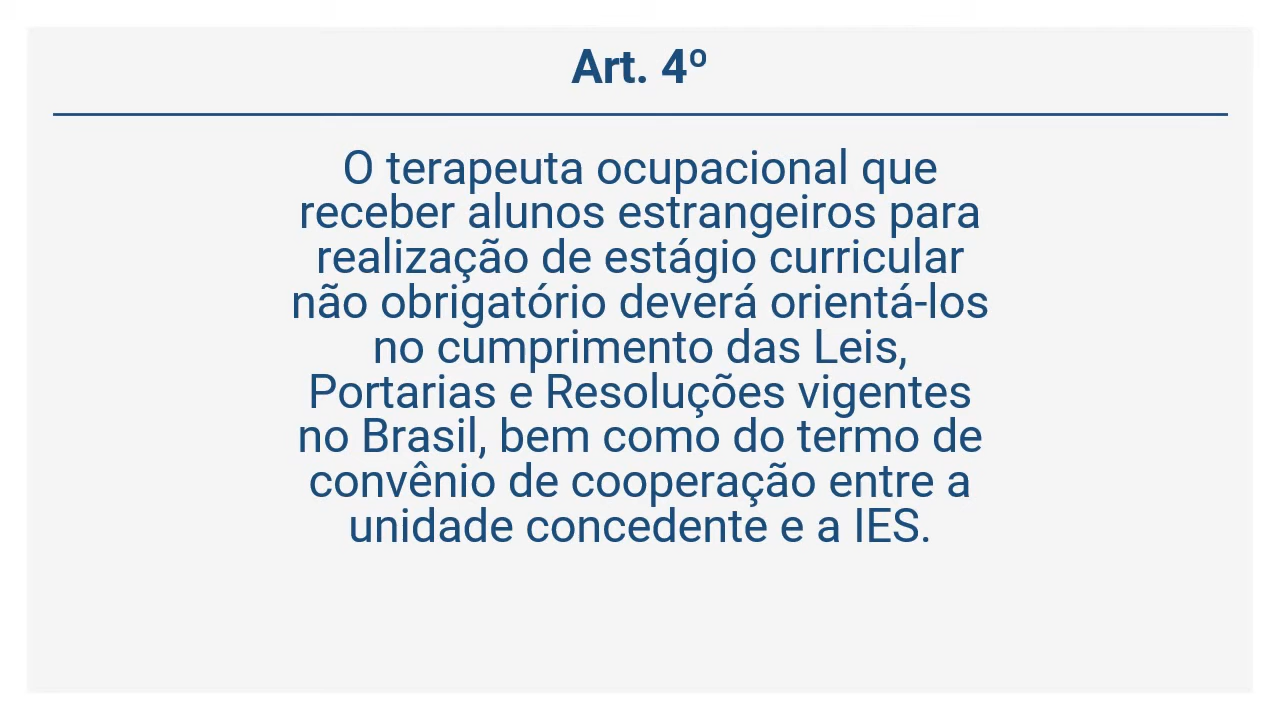 Art. 4º
O terapeuta ocupacional que
receber alunos estrangeiros para
realização de estágio curricular
não obrigatório deverá orientá-los
no cumprimento das Leis,
Portarias e Resoluções vigentes
no Brasil, bem como do termo de
convênio de cooperação entre a
unidade concedente e a IES.